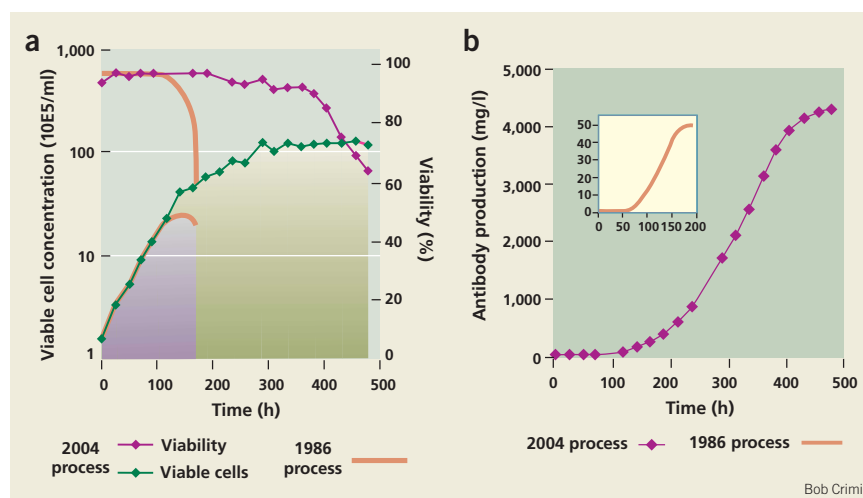 a
1,000
100
10
1
Viable cell concentration (10E5/ml)
100
80
60
40
20
0
Viability (%)
0 100 200 300 400 500
Time (h)
2004 process
Viability
Viable cells
1986 process
b
5,000
4,000
3,000
2,000
1,000
0
Antibody production (mg/l)
50
40
30
20
10
0
0 50 100 150 200
0 100 200 300 400 500
Time (h)
2004 process 1986 process
Bob Crimi